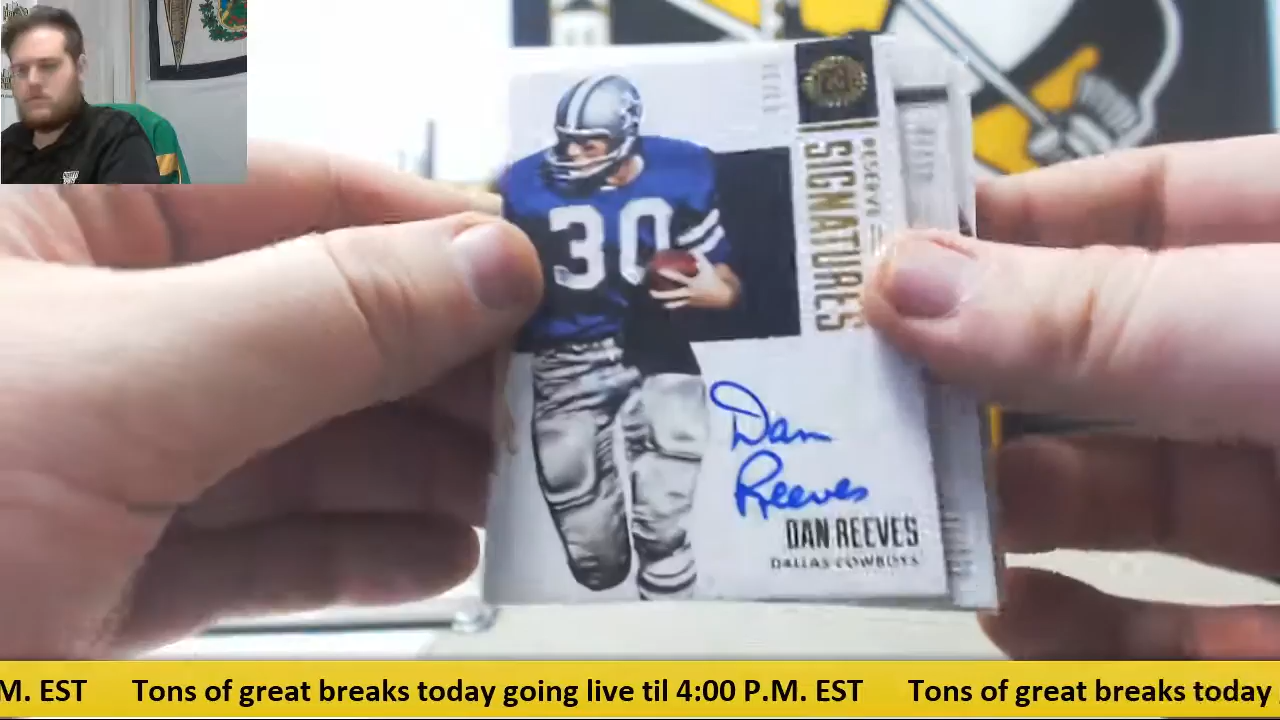 30
RESERVE
SIGNATURES
Dan
Reeves
DAN REEVES
DALLAS COWBOYS
M. EST Tons of great breaks today going live til 4:00 P.M. EST Tons of great breaks today